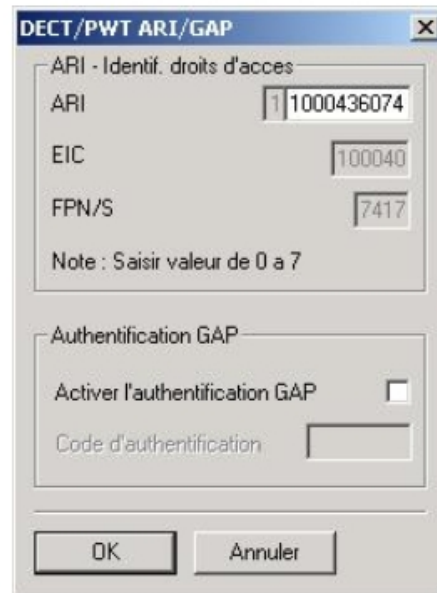 DECT/PWT ARI/GAP
ARI - Identif. droits d'acces
ARI 1 1000436074
EIC 100040
FPN/S 7417
Note : Saisir valeur de 0 a 7
Authentification GAP
Activer l'authentification GAP
Code d'authentification
OK Annuler